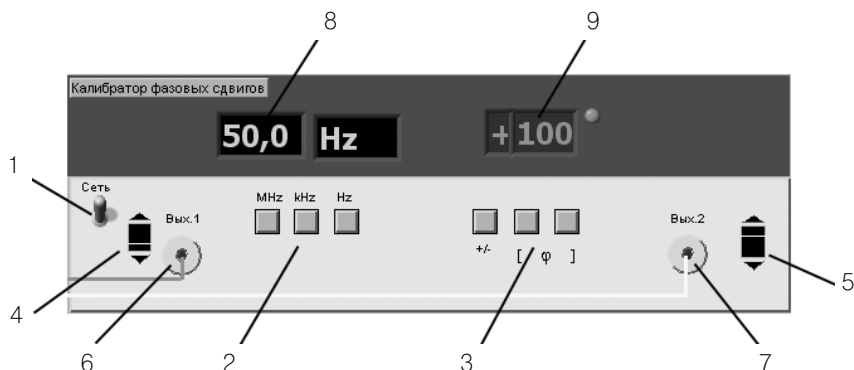 8 9
Калибратор фазовых сдвигов
50,0 Hz + 100
1
Сеть
MHz kHz Hz
Вых.1 Вых.2
+/- [ φ ]
4 5
6 2 3 7